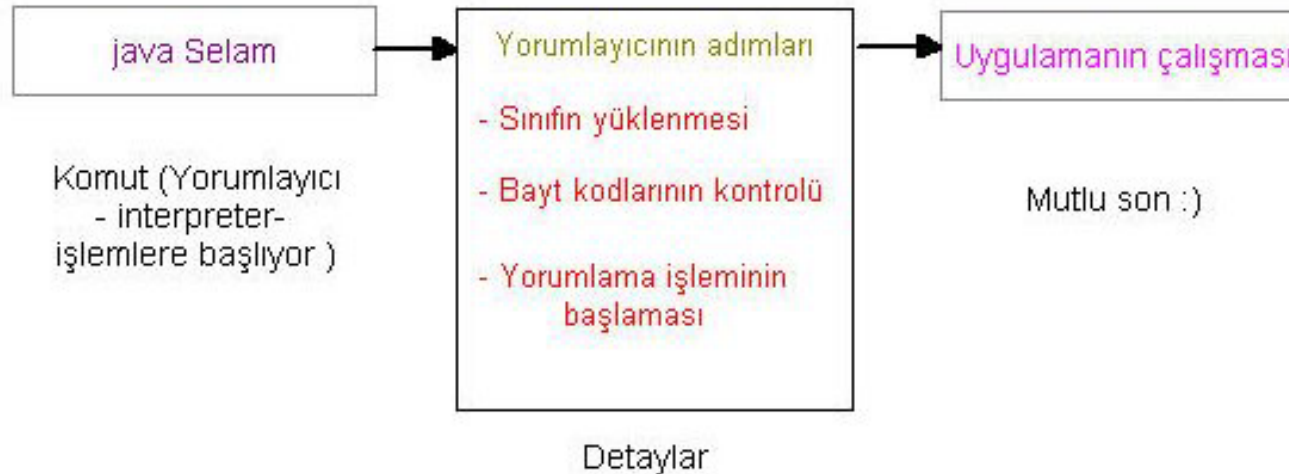 java Selam
Komut (Yorumlayıcı
- interpreter-
işlemlere başlıyor )
Yorumlayıcının adımları
- Sınıfın yüklenmesi
- Bayt kodlarının kontrolü
- Yorumlama işleminin
başlaması
Detaylar
Uygulamanın çalışması
Mutlu son :)